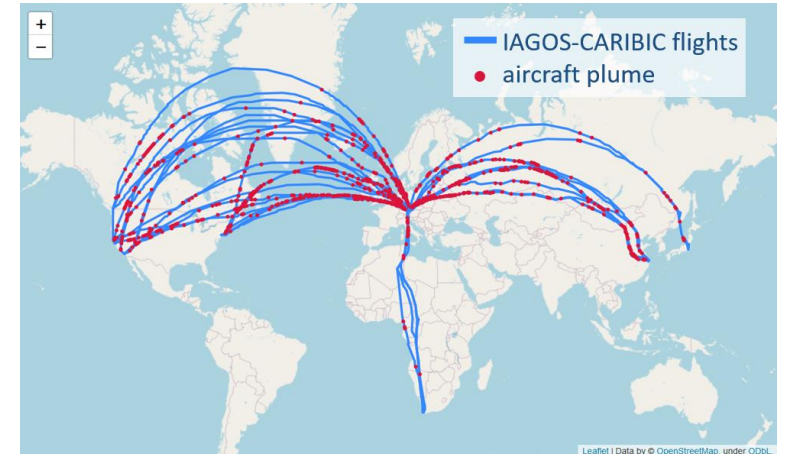 +
−
IAGOS-CARIBIC flights
aircraft plume
Leaflet | Data by © OpenStreetMap, under ODbL.